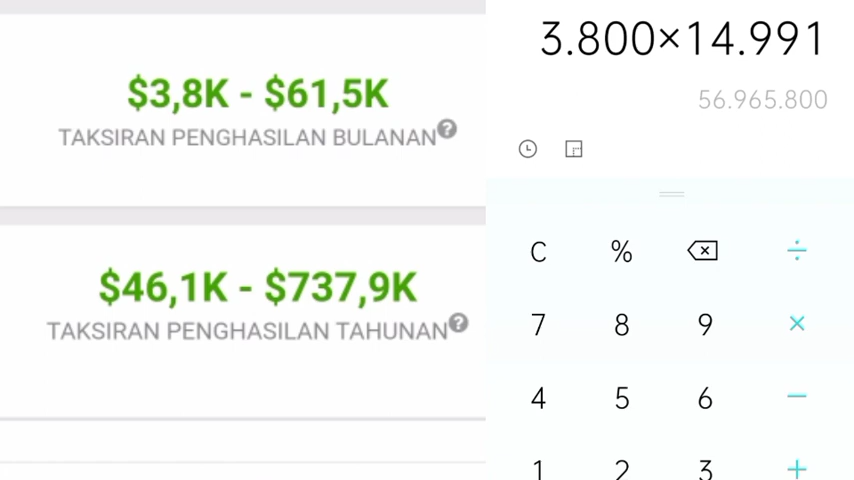 $3,8K - $61,5K
TAKSIRAN PENGHASILAN BULANAN?
$46,1K - $737,9K
TAKSIRAN PENGHASILAN TAHUNAN?
3.800×14.991
56.965.800
C % ÷
7 8 9 ×
4 5 6 −
1 2 3 +